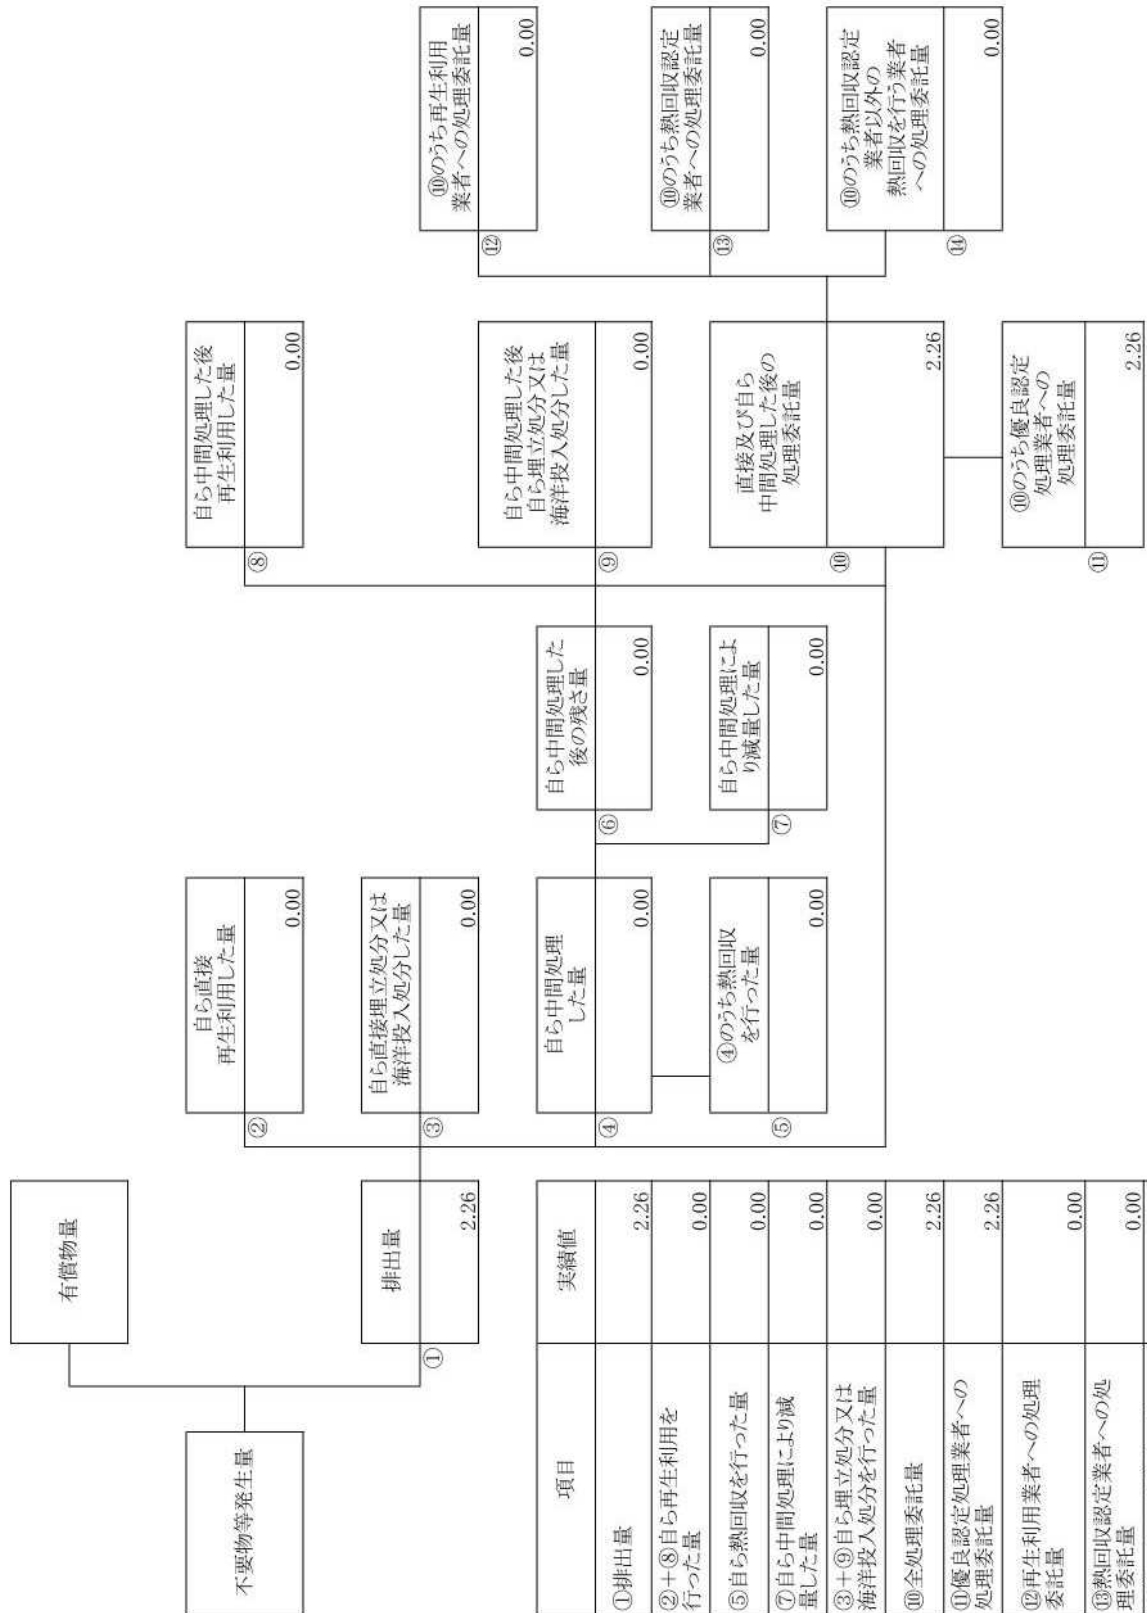 不要物等発生量
有償物量
排出量
①
2.26
自ら直接
再生利用した量
②
0.00
自ら直接埋立処分又は
海洋投入処分した量
③
0.00
自ら中間処理
した量
④
0.00
④のうち熱回収
を行った量
⑤
0.00
自ら中間処理した
後の残さ量
⑥
0.00
自ら中間処理によ
り減量した量
⑦
0.00
自ら中間処理した後
再生利用した量
⑧
0.00
自ら中間処理した後
自ら埋立処分又は
海洋投入処分した量
⑨
0.00
直接及び自ら
中間処理した後の
処理委託量
⑩
2.26
⑩のうち優良認定
処理業者への
処理委託量
⑪
2.26
⑩のうち再生利用
業者への処理委託量
⑫
0.00
⑩のうち熱回収認定
業者への処理委託量
⑬
0.00
⑩のうち熱回収認定
業者以外の
熱回収を行う業者
への処理委託量
⑭
0.00
項目
実績値
①排出量
2.26
②+⑧自ら再生利用を
行った量
0.00
⑤自ら熱回収を行った量
0.00
⑦自ら中間処理により減
量した量
0.00
③+⑨自ら埋立処分又は
海洋投入処分を行った量
0.00
⑩全処理委託量
2.26
⑪優良認定処理業者への
処理委託量
2.26
⑫再生利用業者への処理
委託量
0.00
⑬熱回収認定業者への処
理委託量
0.00